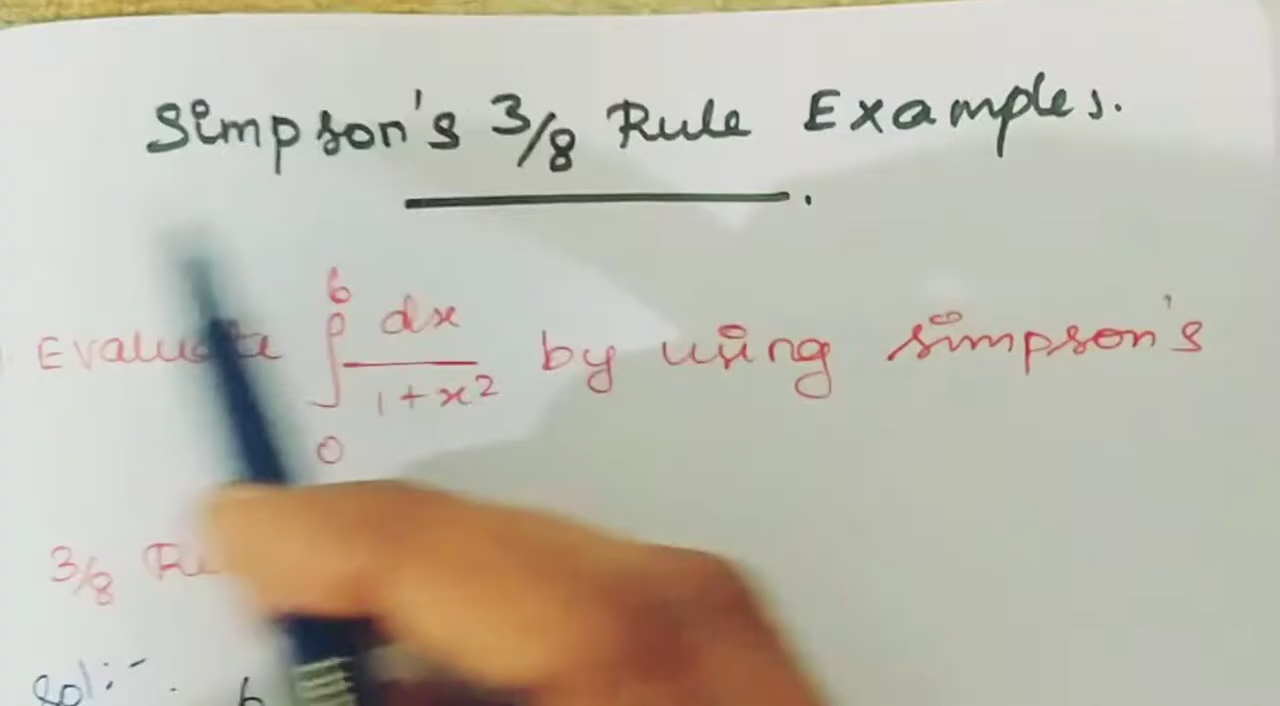 Simpson's 3/8 Rule Examples.
Evaluate ∫₀⁶ dx/1+x² by using simpson's
3/8
Sol:-